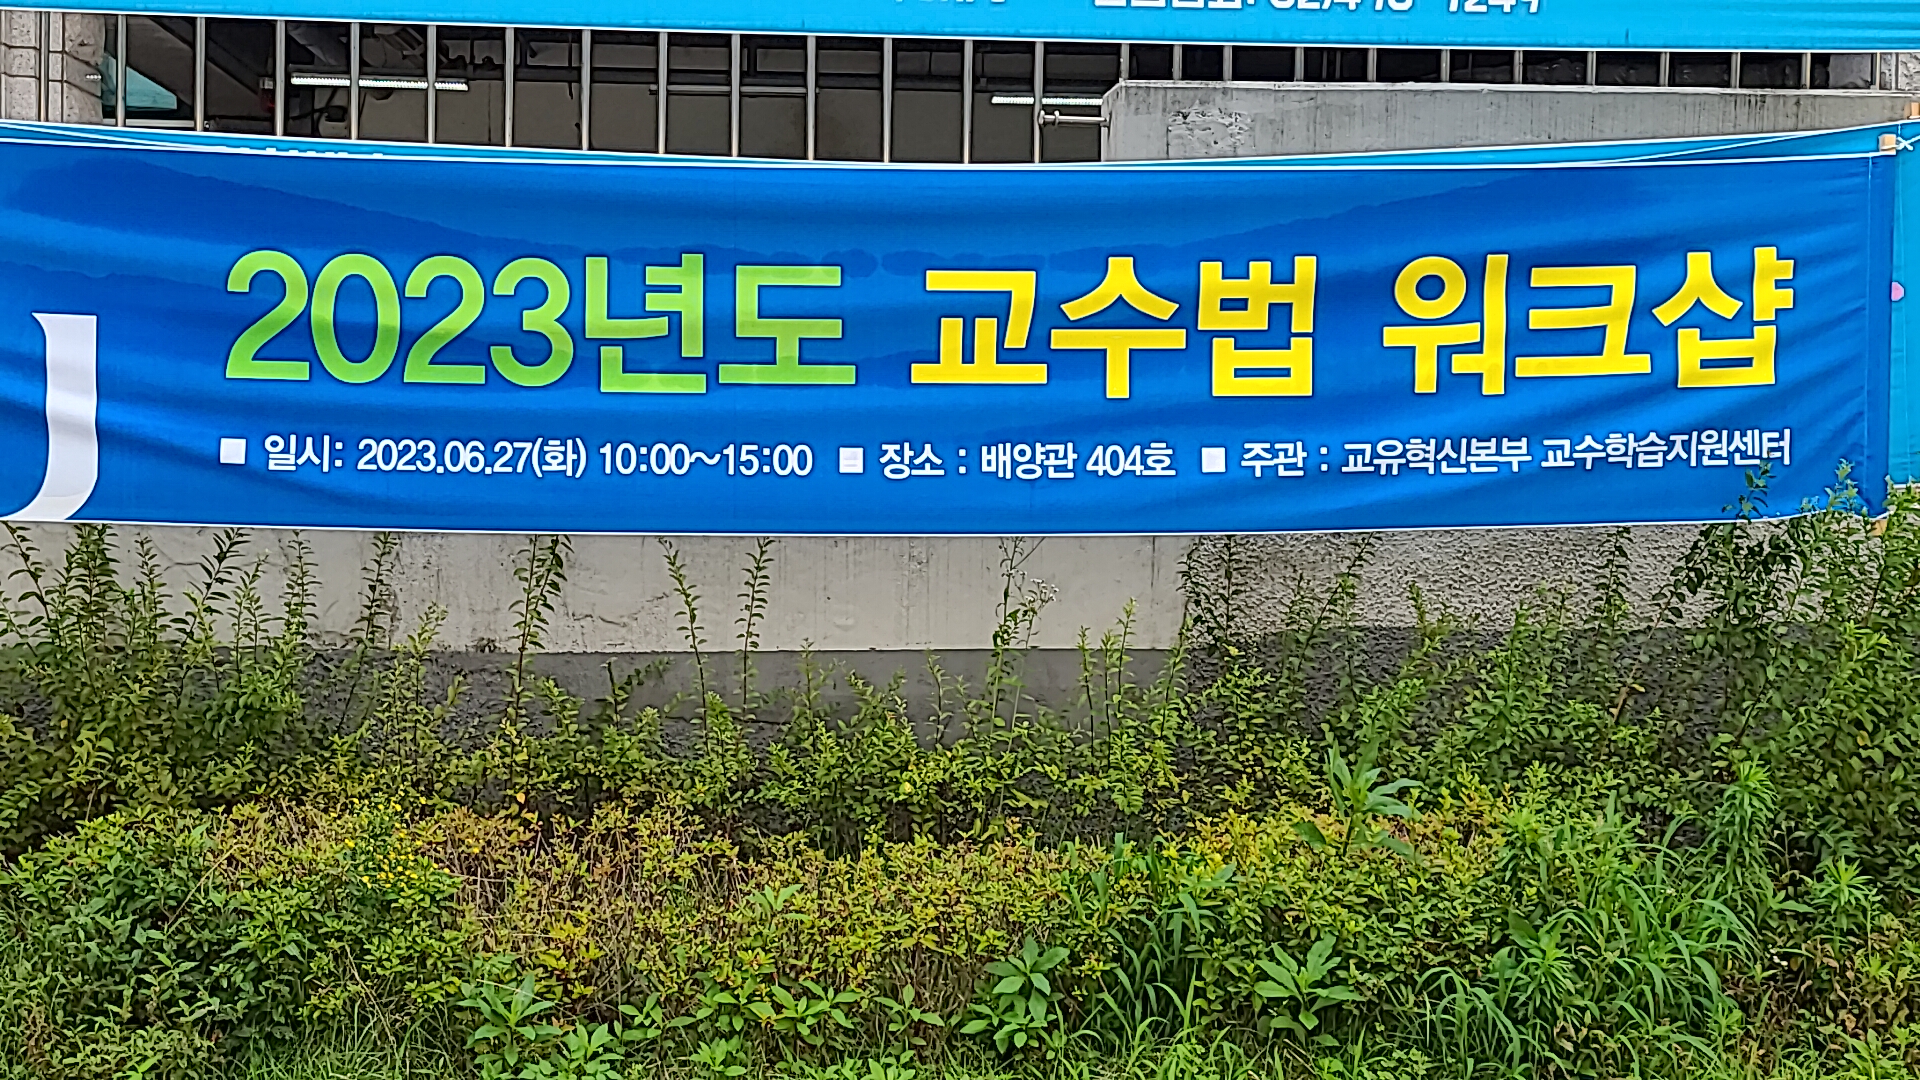 2023년도 교수법 워크샵
■ 일시: 2023.06.27(화) 10:00~15:00 ■ 장소 : 배양관 404호 ■ 주관 : 교유혁신본부 교수학습지원센터